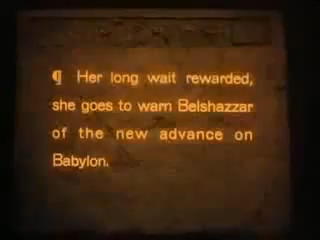 ¶ Her long wait rewarded,
she goes to warn Belshazzar
of the new advance on
Babylon.